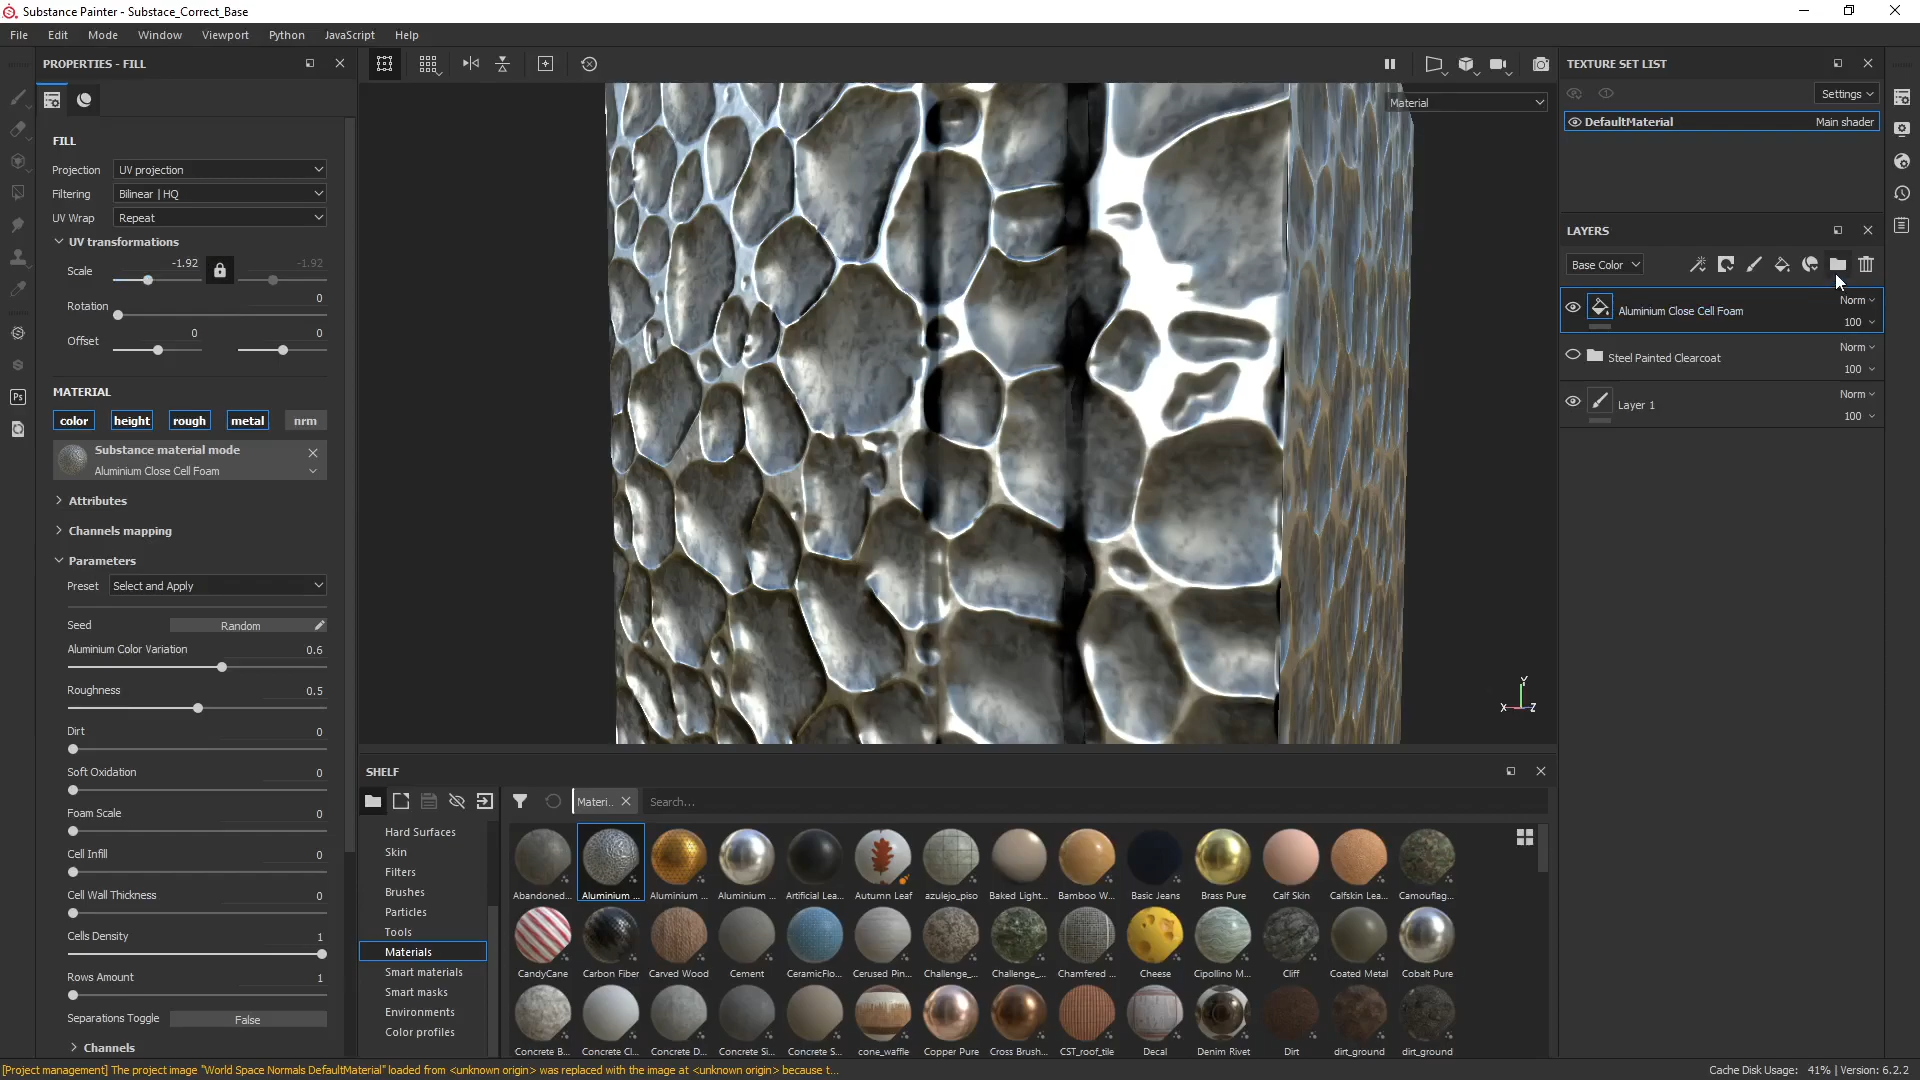 Substance Painter - Substace_Correct_Base
File Edit Mode Window Viewport Python JavaScript Help
PROPERTIES - FILL
FILL
Projection UV projection
Filtering Bilinear | HQ
UV Wrap Repeat
UV transformations
Scale -1.92 -1.92
Rotation 0
Offset 0 0
MATERIAL
color height rough metal nrm
Substance material mode
Aluminium Close Cell Foam
Attributes
Channels mapping
Parameters
Preset Select and Apply
Seed Random
Aluminium Color Variation 0.6
Roughness 0.5
Dirt 0
Soft Oxidation 0
Foam Scale 0
Cell Infill 0
Cell Wall Thickness 0
Cells Density 1
Rows Amount 1
Separations Toggle False
Channels
Material
Y
X Z
SHELF
Materi..
Search...
Hard Surfaces
Skin
Filters
Brushes
Particles
Tools
Materials
Smart materials
Smart masks
Environments
Color profiles
Abandoned... Aluminium ... Aluminium ... Aluminium ... Artificial Lea... Autumn Leaf azulejo_piso Baked Light... Bamboo W... Basic Jeans Brass Pure Calf Skin Calfskin Lea... Camouflag...
CandyCane Carbon Fiber Carved Wood Cement CeramicFlo... Cerused Pin... Challenge_... Challenge_... Chamfered ... Cheese Cipollino M... Cliff Coated Metal Cobalt Pure
Concrete B... Concrete Cl... Concrete D... Concrete Si... Concrete S... cone_waffle Copper Pure Cross Brush... CST_roof_tile Decal Denim Rivet Dirt dirt_ground dirt_ground
TEXTURE SET LIST
Settings
DefaultMaterial Main shader
LAYERS
Base Color
Aluminium Close Cell Foam Norm 100
Steel Painted Clearcoat Norm 100
Layer 1 Norm 100
Ps
[Project management] The project image "World Space Normals DefaultMaterial" loaded from <unknown origin> was replaced with the image at <unknown origin> because t...
Cache Disk Usage: 41% | Version: 6.2.2